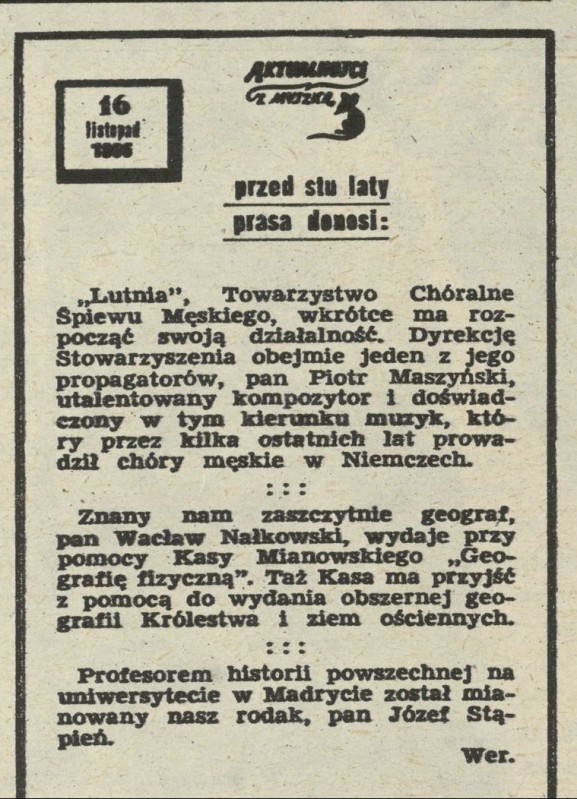 AKTUALNOŚCI
Z MYSZKĄ
16
listopad
przed stu laty
prasa donosi:
„Lutnia”, Towarzystwo Chóralne
Śpiewu Męskiego, wkrótce ma roz-
począć swoją działalność. Dyrekcję
Stowarzyszenia obejmie jeden z jego
propagatorów, pan Piotr Maszyński,
utalentowany kompozytor i doświad-
czony w tym kierunku muzyk, któ-
ry przez kilka ostatnich lat prowa-
dził chóry męskie w Niemczech.
:::
Znany nam zaszczytnie geograf,
pan Wacław Nałkowski, wydaje przy
pomocy Kasy Mianowskiego „Geo-
grafię fizyczną”. Taż Kasa ma przyjść
z pomocą do wydania obszernej geo-
grafii Królestwa i ziem ościennych.
:::
Profesorem historii powszechnej na
uniwersytecie w Madrycie został mia-
nowany nasz rodak, pan Józef Stą-
pień.
Wer.